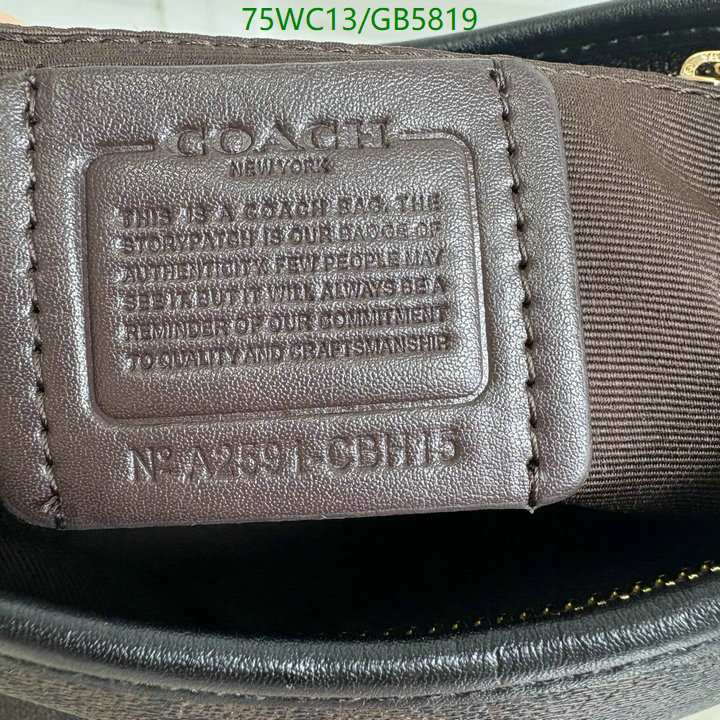 75WC13/GB5819
COACH
NEW YORK
THIS IS A COACH BAG. THE
STORYPATCH IS OUR BADGE OF
AUTHENTICITY. FEW PEOPLE MAY
SEE IT, BUT IT WILL ALWAYS BE A
REMINDER OF OUR COMMITMENT
TO QUALITY AND CRAFTSMANSHIP
Nº A2591-CBH15